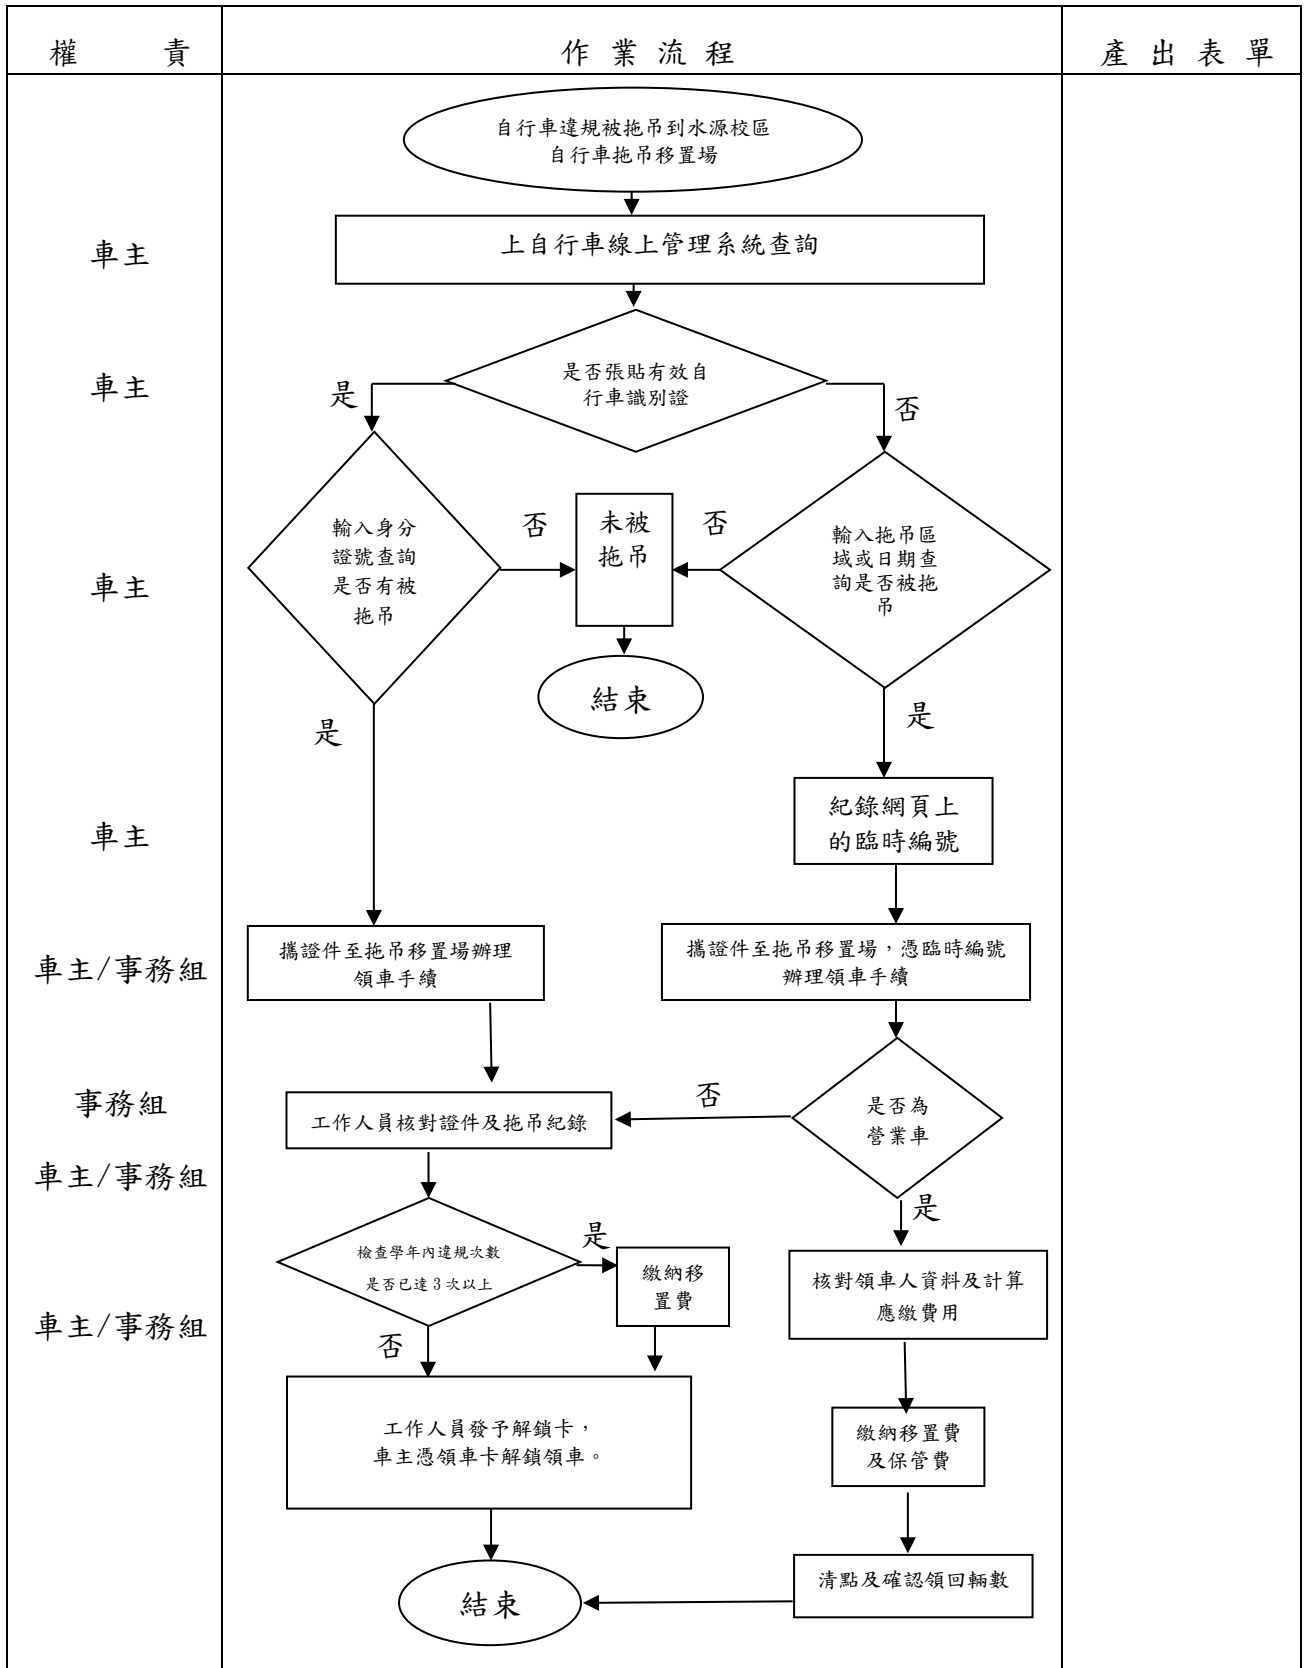 權 責
作 業 流 程
產 出 表 單
自行車違規被拖吊到水源校區
自行車拖吊移置場
車主
上自行車線上管理系統查詢
車主
是否張貼有效自
行車識別證
是
否
車主
輸入身分
證號查詢
是否有被
拖吊
否
未被
拖吊
否
輸入拖吊區
域或日期查
詢是否被拖
吊
結束
是
是
車主
紀錄網頁上
的臨時編號
車主/事務組
攜證件至拖吊移置場辦理
領車手續
攜證件至拖吊移置場，憑臨時編號
辦理領車手續
事務組
工作人員核對證件及拖吊紀錄
否
是否為
營業車
車主/事務組
是
檢查學年內違規次數
是否已達3次以上
是
繳納移
置費
核對領車人資料及計算
應繳費用
車主/事務組
否
工作人員發予解鎖卡，
車主憑領車卡解鎖領車。
繳納移置費
及保管費
清點及確認領回輛數
結束